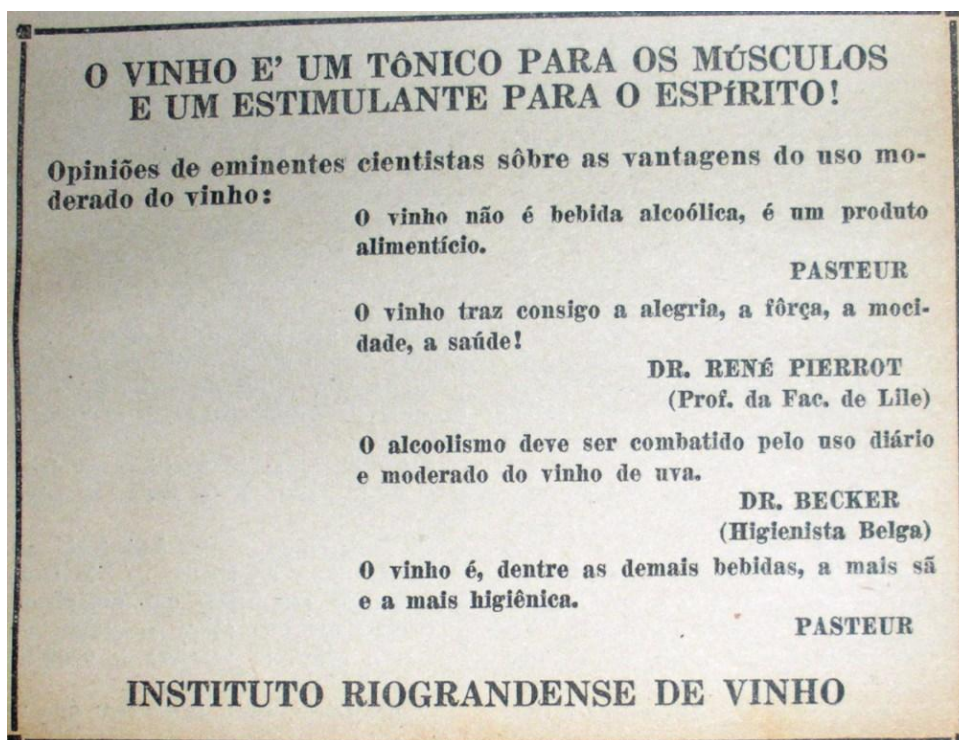 O VINHO E' UM TÔNICO PARA OS MÚSCULOS
E UM ESTIMULANTE PARA O ESPÍRITO!
Opiniões de eminentes cientistas sôbre as vantagens do uso mo-
derado do vinho:
O vinho não é bebida alcoólica, é um produto
alimentício.
PASTEUR
O vinho traz consigo a alegria, a fôrça, a moci-
dade, a saúde!
DR. RENÉ PIERROT
(Prof. da Fac. de Lile)
O alcoolismo deve ser combatido pelo uso diário
e moderado do vinho de uva.
DR. BECKER
(Higienista Belga)
O vinho é, dentre as demais bebidas, a mais sã
e a mais higiênica.
PASTEUR
INSTITUTO RIOGRANDENSE DE VINHO